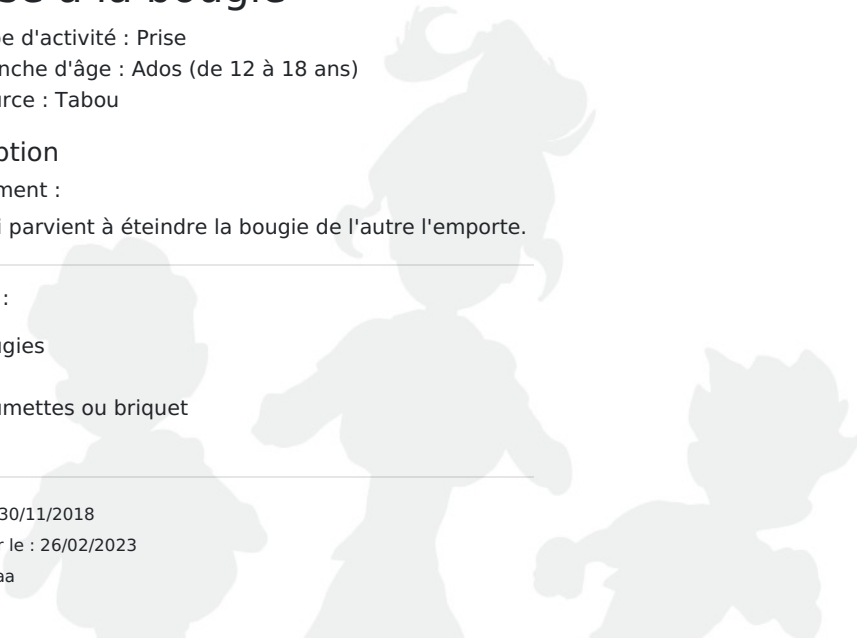 se à la bougie
e d'activité : Prise
nche d'âge : Ados (de 12 à 18 ans)
rce : Tabou
ption
ment :
i parvient à éteindre la bougie de l'autre l'emporte.
:
gies
mettes ou briquet
30/11/2018
r le : 26/02/2023
aa